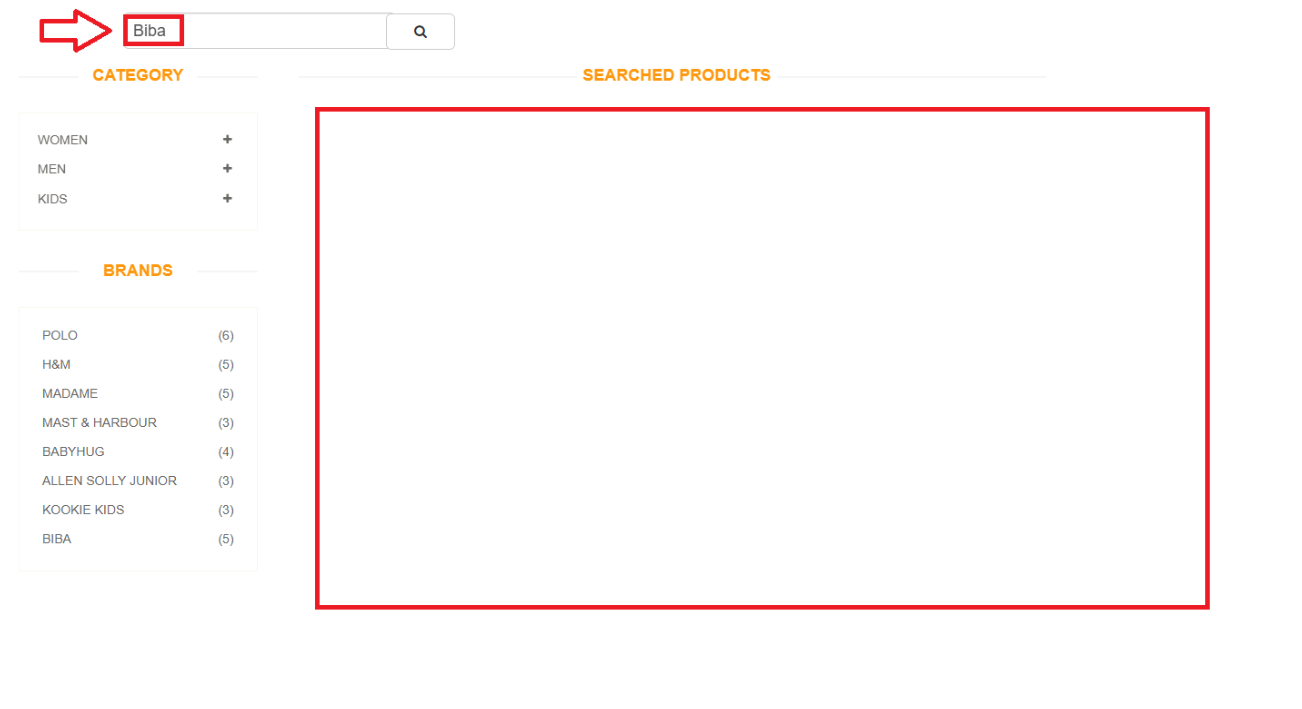 Biba
CATEGORY
SEARCHED PRODUCTS
WOMEN
MEN
KIDS
BRANDS
POLO (6)
H&M (5)
MADAME (5)
MAST & HARBOUR (3)
BABYHUG (4)
ALLEN SOLLY JUNIOR (3)
KOOKIE KIDS (3)
BIBA (5)